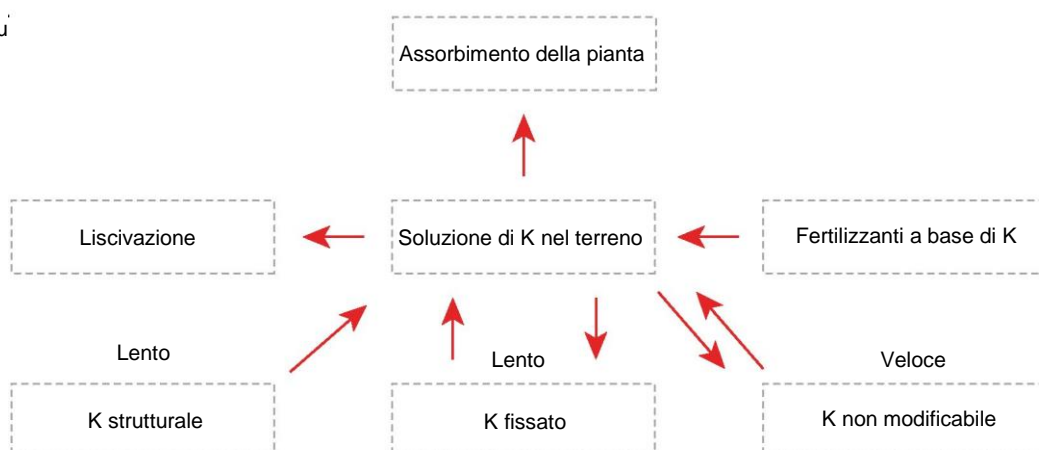 Assorbimento della pianta
Liscivazione
Soluzione di K nel terreno
Fertilizzanti a base di K
Lento
Lento
Veloce
K strutturale
K fissato
K non modificabile